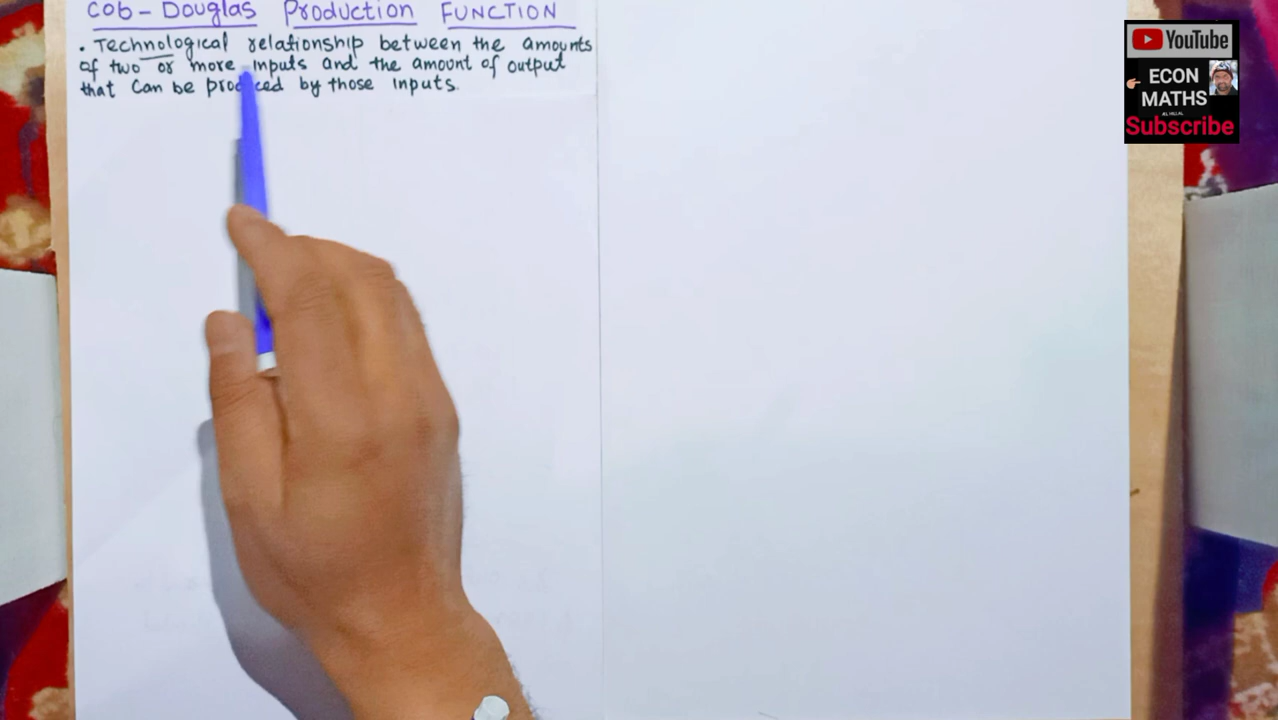 Cob-Douglas Production FUNCTION
• Technological relationship between the amounts
of two or more inputs and the amount of output
that can be produced by those inputs.
YouTube
ECON
MATHS
Subscribe